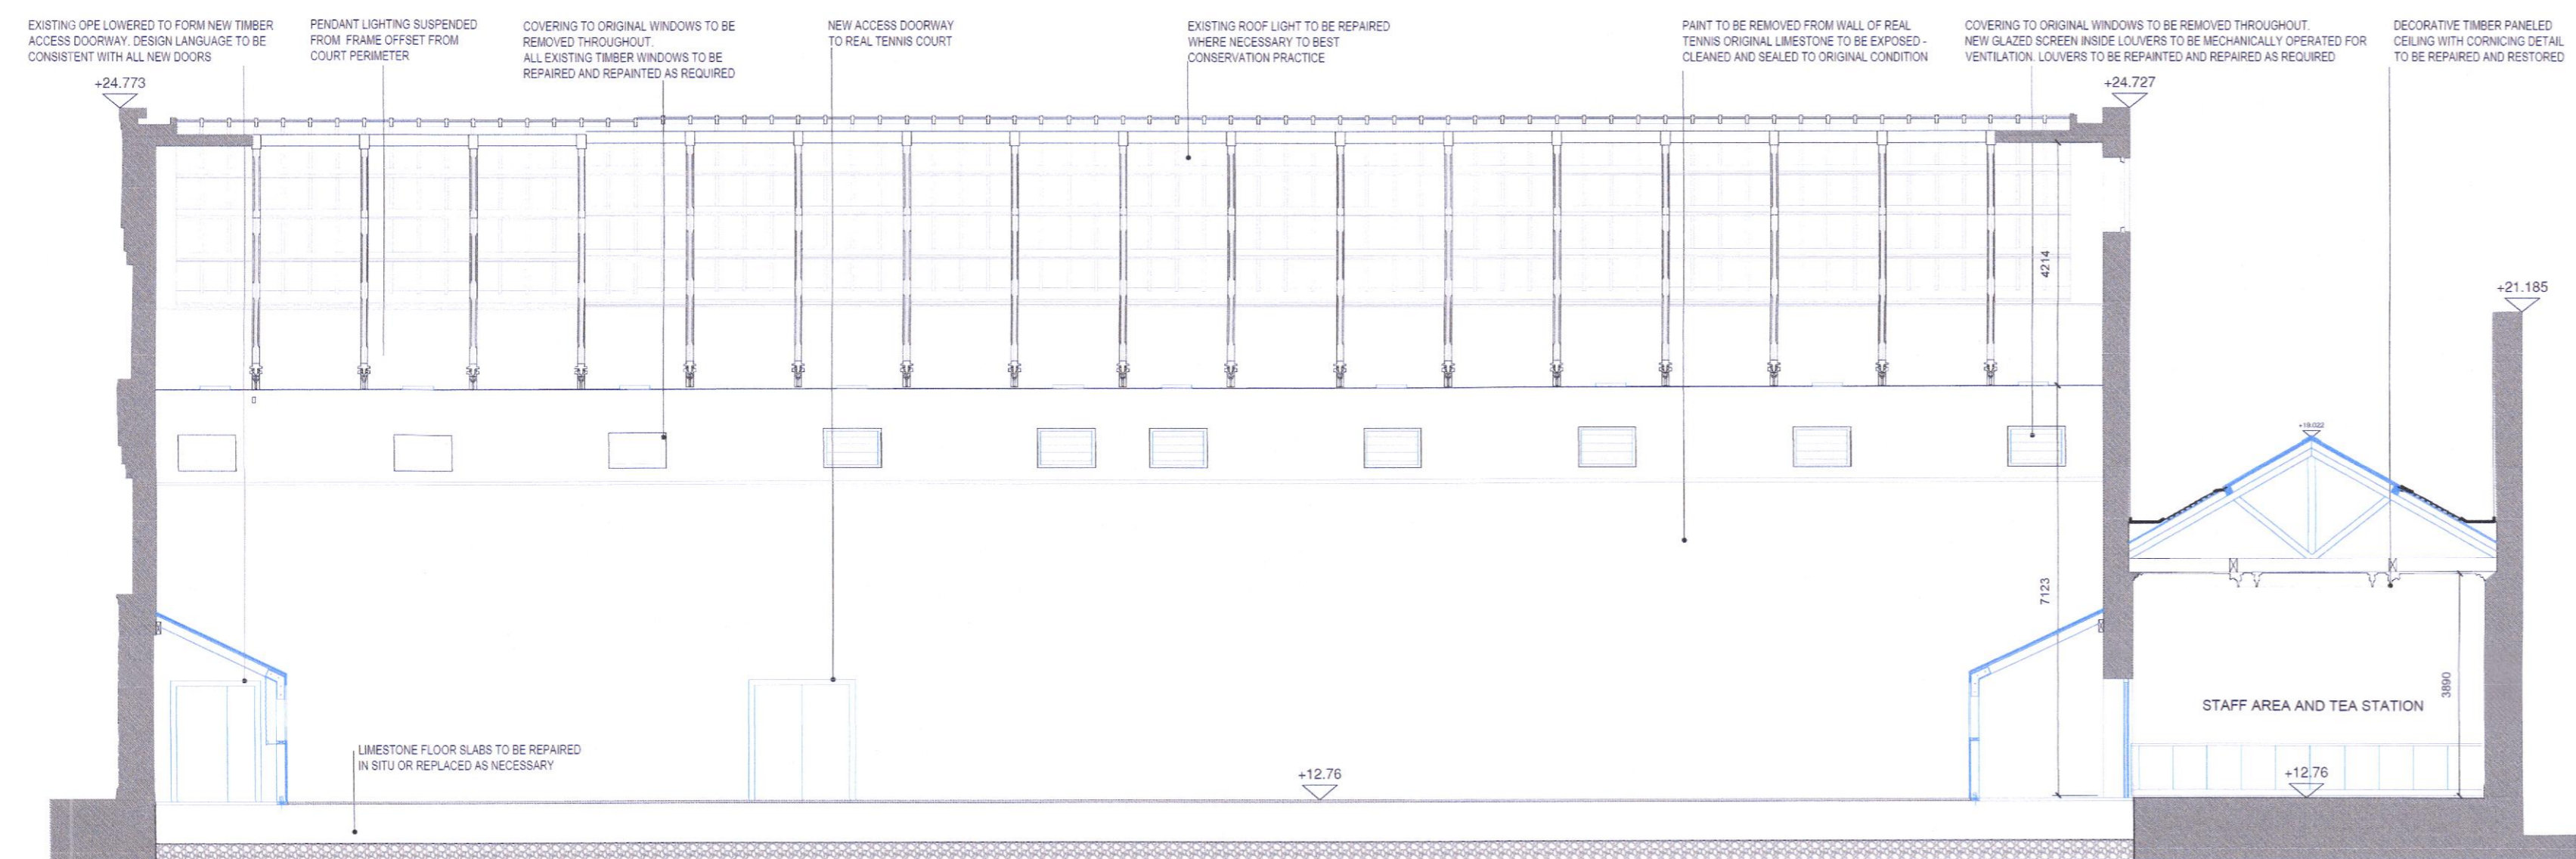 EXISTING OPE LOWERED TO FORM NEW TIMBER
ACCESS DOORWAY. DESIGN LANGUAGE TO BE
CONSISTENT WITH ALL NEW DOORS
PENDANT LIGHTING SUSPENDED
FROM FRAME OFFSET FROM
COURT PERIMETER
COVERING TO ORIGINAL WINDOWS TO BE
REMOVED THROUGHOUT.
ALL EXISTING TIMBER WINDOWS TO BE
REPAIRED AND REPAINTED AS REQUIRED
NEW ACCESS DOORWAY
TO REAL TENNIS COURT
EXISTING ROOF LIGHT TO BE REPAIRED
WHERE NECESSARY TO BEST
CONSERVATION PRACTICE
PAINT TO BE REMOVED FROM WALL OF REAL
TENNIS ORIGINAL LIMESTONE TO BE EXPOSED -
CLEANED AND SEALED TO ORIGINAL CONDITION
COVERING TO ORIGINAL WINDOWS TO BE REMOVED THROUGHOUT.
NEW GLAZED SCREEN INSIDE LOUVERS TO BE MECHANICALLY OPERATED FOR
VENTILATION. LOUVERS TO BE REPAINTED AND REPAIRED AS REQUIRED
DECORATIVE TIMBER PANELED
CEILING WITH CORNICING DETAIL
TO BE REPAIRED AND RESTORED
+24.773
+24.727
4214
+21.185
+19.022
7123
3890
STAFF AREA AND TEA STATION
LIMESTONE FLOOR SLABS TO BE REPAIRED
IN SITU OR REPLACED AS NECESSARY
+12.76
+12.76